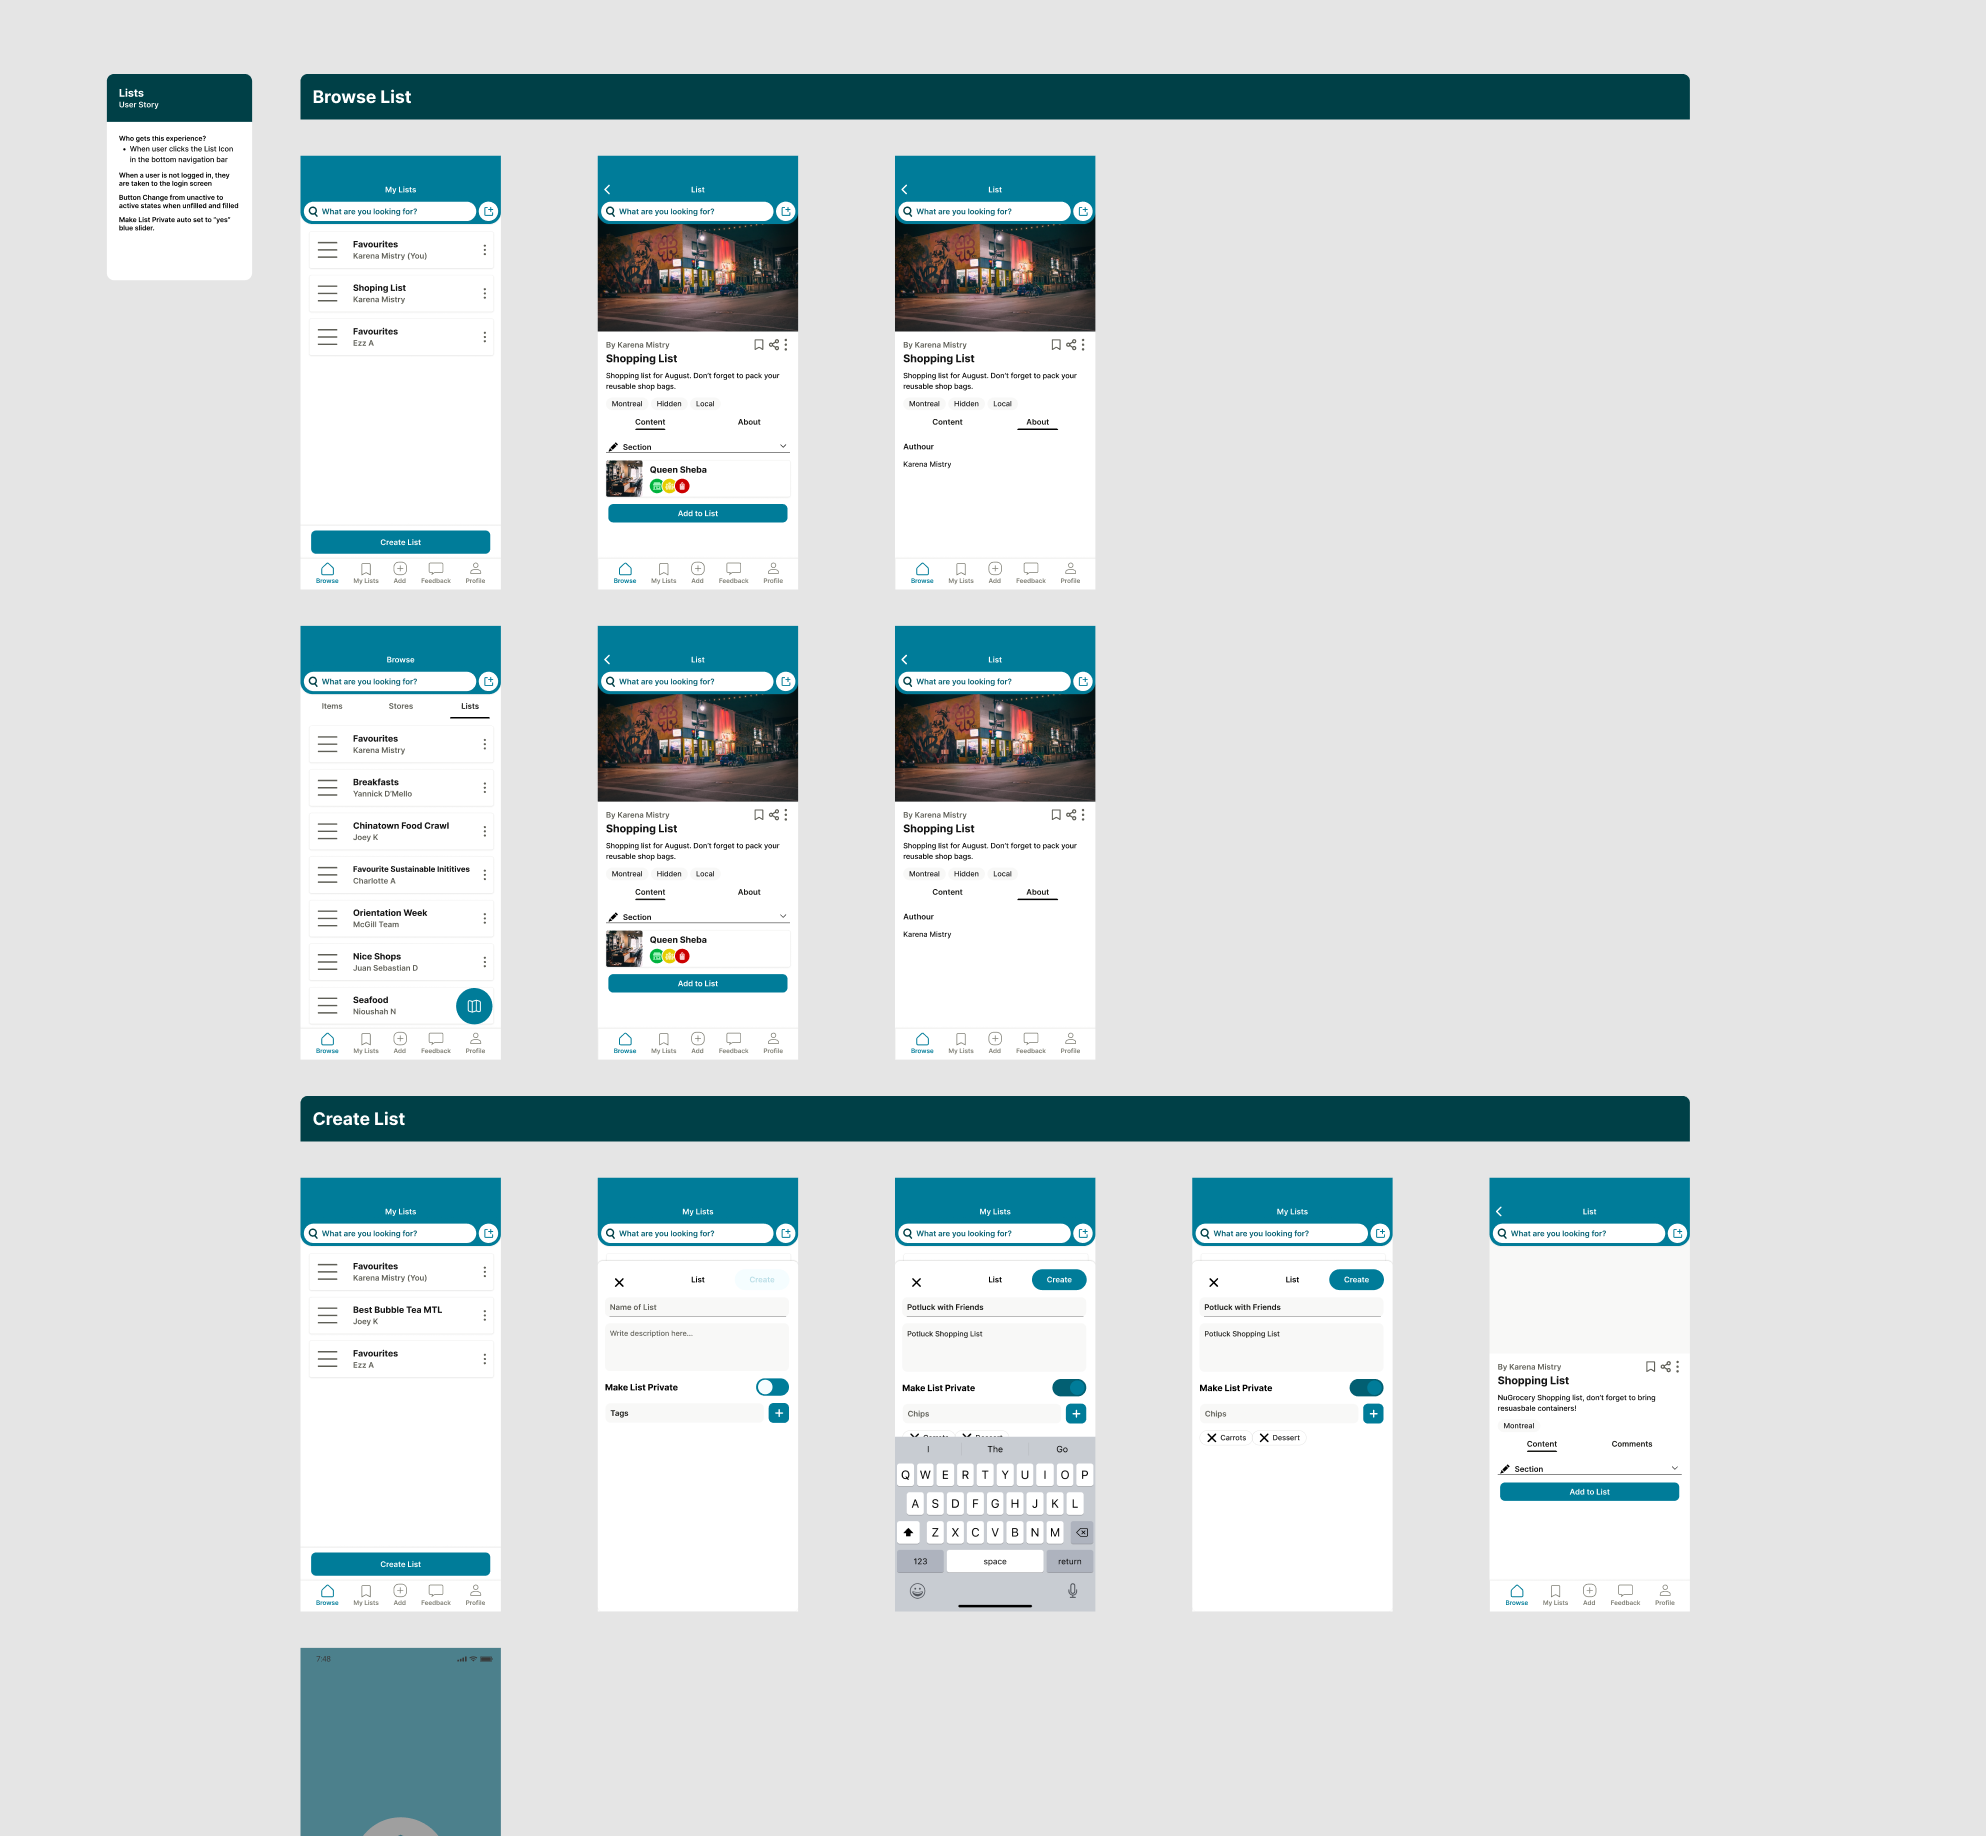 Lists
User Story
Who gets this experience?
• When user clicks the List Icon
in the bottom navigation bar
When a user is not logged in, they
are taken to the login screen
Button Change from unactive to
active states when unfilled and filled
Make List Private auto set to "yes"
blue slider.
Browse List
My Lists
What are you looking for?
Favourites
Karena Mistry (You)
Shoping List
Karena Mistry
Favourites
Ezz A
Create List
Browse My Lists Add Feedback Profile
List
What are you looking for?
By Karena Mistry
Shopping List
Shopping list for August. Don't forget to pack your
reusable shop bags.
Montreal Hidden Local
Content About
Section
Queen Sheba
Add to List
Browse My Lists Add Feedback Profile
List
What are you looking for?
By Karena Mistry
Shopping List
Shopping list for August. Don't forget to pack your
reusable shop bags.
Montreal Hidden Local
Content About
Authour
Karena Mistry
Browse My Lists Add Feedback Profile
Browse
What are you looking for?
Items Stores Lists
Favourites
Karena Mistry
Breakfasts
Yannick D'Mello
Chinatown Food Crawl
Joey K
Favourite Sustainable Inititives
Charlotte A
Orientation Week
McGill Team
Nice Shops
Juan Sebastian D
Seafood
Nioushah N
Browse My Lists Add Feedback Profile
List
What are you looking for?
By Karena Mistry
Shopping List
Shopping list for August. Don't forget to pack your
reusable shop bags.
Montreal Hidden Local
Content About
Section
Queen Sheba
Add to List
Browse My Lists Add Feedback Profile
List
What are you looking for?
By Karena Mistry
Shopping List
Shopping list for August. Don't forget to pack your
reusable shop bags.
Montreal Hidden Local
Content About
Authour
Karena Mistry
Browse My Lists Add Feedback Profile
Create List
My Lists
What are you looking for?
Favourites
Karena Mistry (You)
Best Bubble Tea MTL
Joey K
Favourites
Ezz A
Create List
Browse My Lists Add Feedback Profile
My Lists
What are you looking for?
List Create
Name of List
Write description here...
Make List Private
Tags
My Lists
What are you looking for?
List Create
Potluck with Friends
Potluck Shopping List
Make List Private
Chips
Carrots Dessert
I The Go
Q W E R T Y U I O P
A S D F G H J K L
Z X C V B N M
123 space return
My Lists
What are you looking for?
List Create
Potluck with Friends
Potluck Shopping List
Make List Private
Chips
Carrots Dessert
List
What are you looking for?
By Karena Mistry
Shopping List
NuGrocery Shopping list, don't forget to bring
resuasbale containers!
Montreal
Content Comments
Section
Add to List
Browse My Lists Add Feedback Profile
7:48